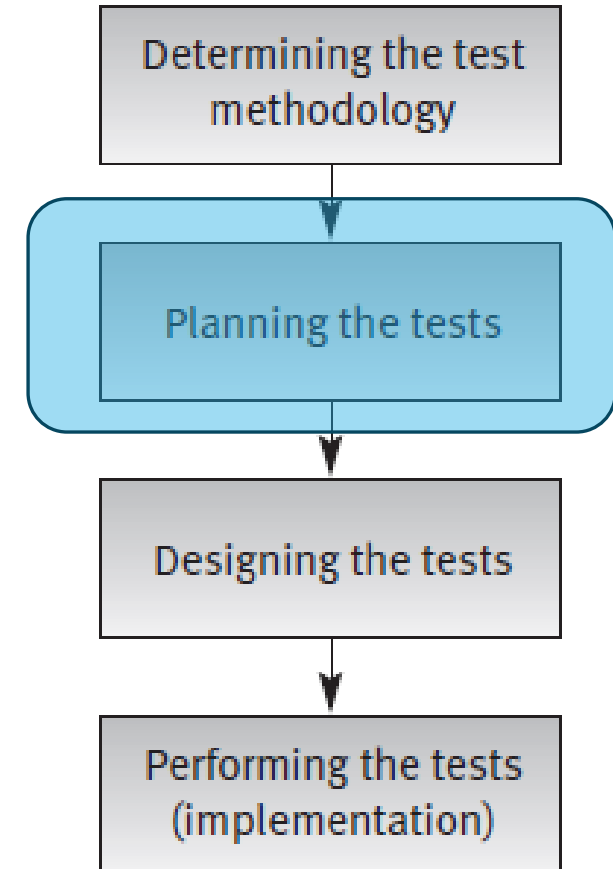 Determining the test
methodology
Planning the tests
Designing the tests
Performing the tests
(implementation)